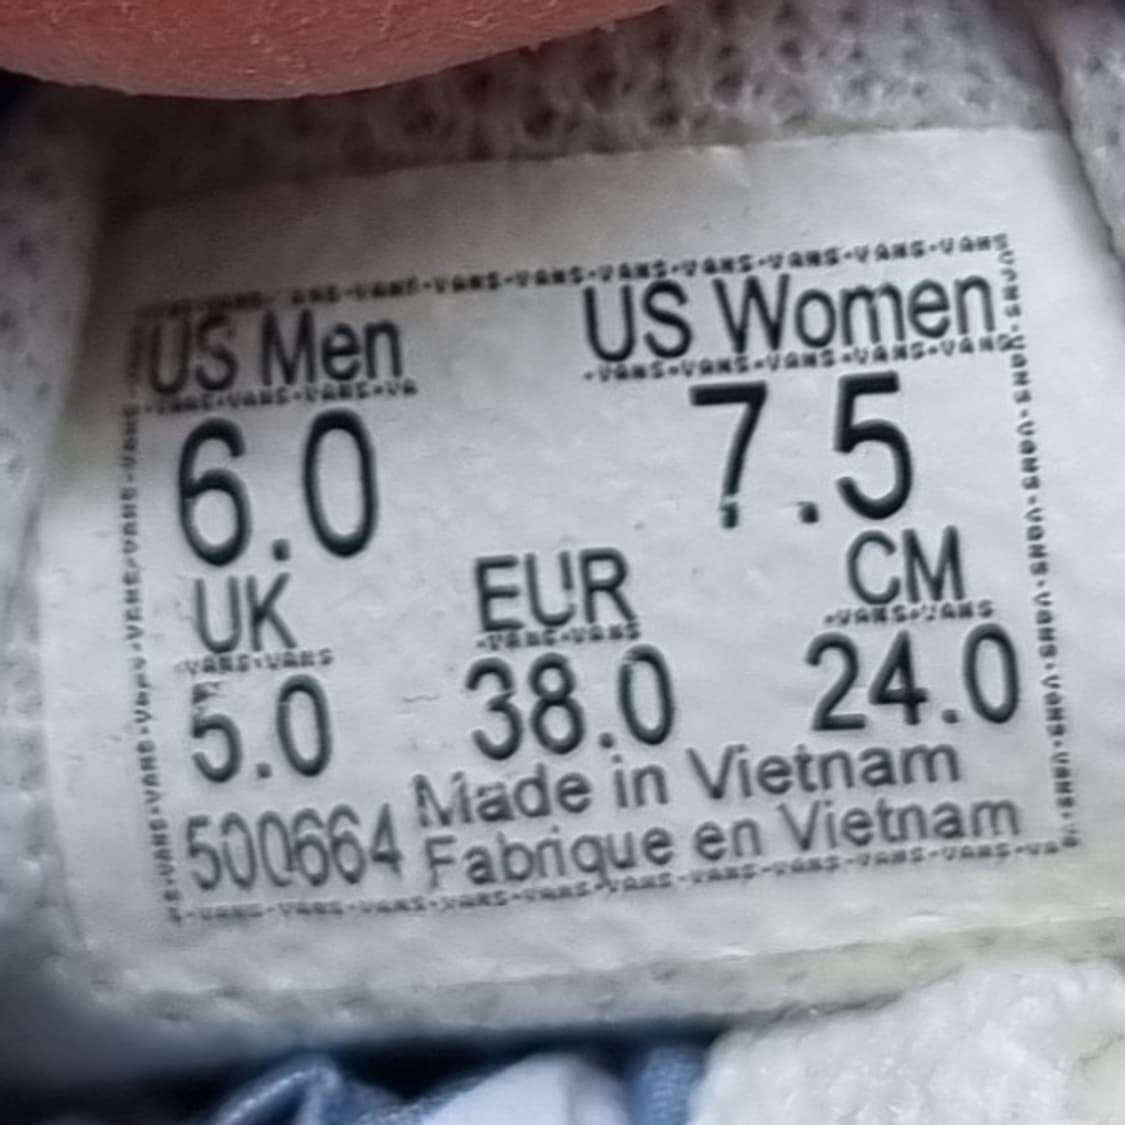 US Men US Women
6.0 7.5
UK EUR CM
5.0 38.0 24.0
Made in Vietnam
500664 Fabrique en Vietnam